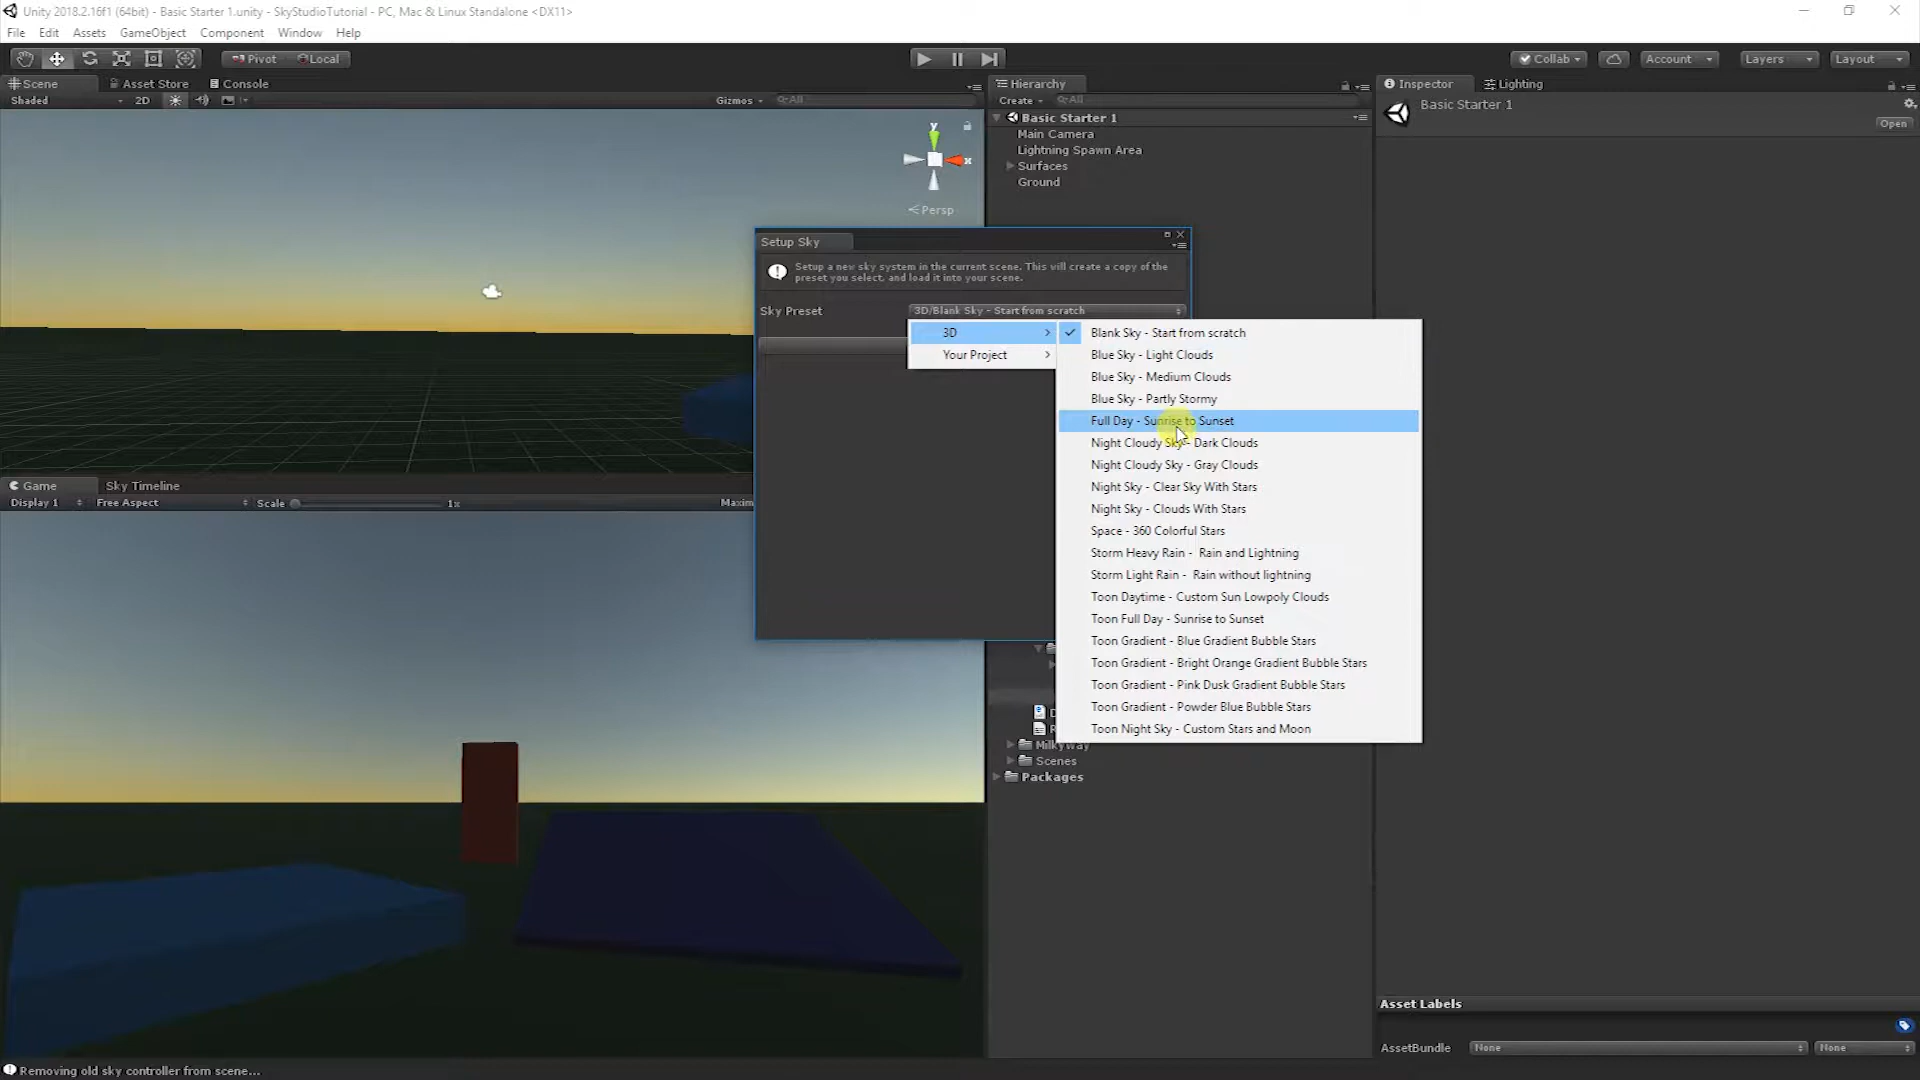 Unity 2018.2.16f1 (64bit) - Basic Starter 1.unity - SkyStudioTutorial - PC, Mac & Linux Standalone <DX11>
File Edit Assets GameObject Component Window Help
Pivot Local Collab Account Layers Layout
Scene Asset Store Console
Shaded 2D Gizmos All
y
x
Persp
Hierarchy
Create All
Basic Starter 1
Main Camera
Lightning Spawn Area
Surfaces
Ground
Inspector Lighting
Basic Starter 1
Open
Setup Sky
Setup a new sky system in the current scene. This will create a copy of the
preset you select, and load it into your scene.
Sky Preset 3D/Blank Sky - Start from scratch
3D
Your Project
Blank Sky - Start from scratch
Blue Sky - Light Clouds
Blue Sky - Medium Clouds
Blue Sky - Partly Stormy
Full Day - Sunrise to Sunset
Night Cloudy Sky - Dark Clouds
Night Cloudy Sky - Gray Clouds
Night Sky - Clear Sky With Stars
Night Sky - Clouds With Stars
Space - 360 Colorful Stars
Storm Heavy Rain - Rain and Lightning
Storm Light Rain - Rain without lightning
Toon Daytime - Custom Sun Lowpoly Clouds
Toon Full Day - Sunrise to Sunset
Toon Gradient - Blue Gradient Bubble Stars
Toon Gradient - Bright Orange Gradient Bubble Stars
Toon Gradient - Pink Dusk Gradient Bubble Stars
Toon Gradient - Powder Blue Bubble Stars
Toon Night Sky - Custom Stars and Moon
Game Sky Timeline
Display 1 Free Aspect Scale 1x Maxim
D
R
MilkyWay
Scenes
Packages
Asset Labels
AssetBundle None None
Removing old sky controller from scene...